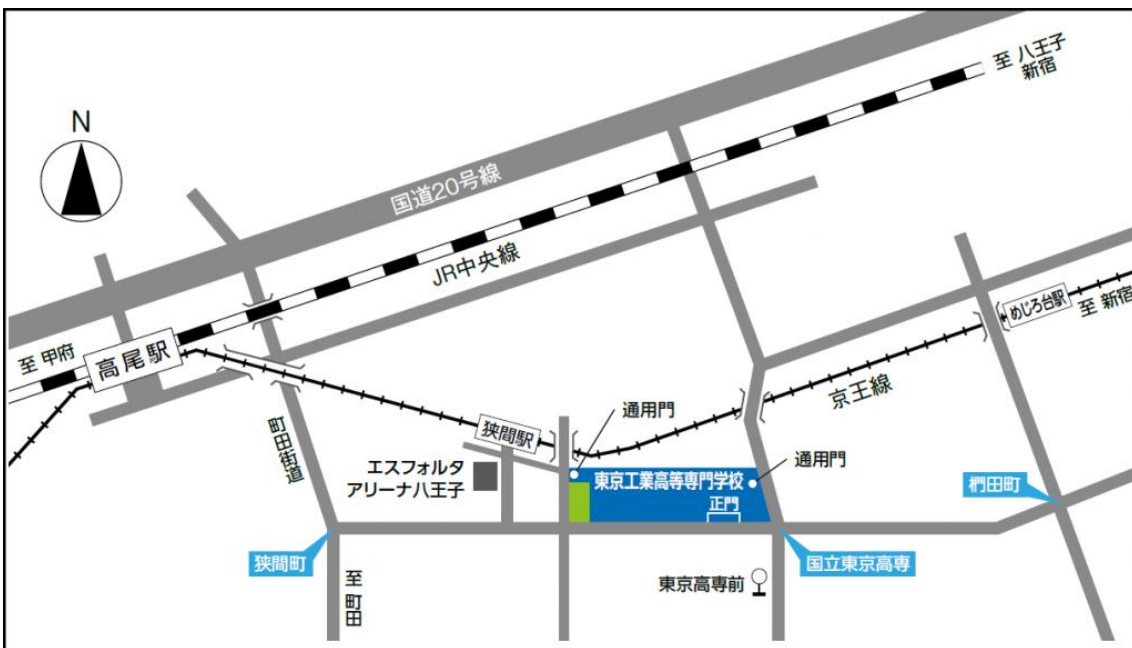 N
至 八王子
新宿
国道20号線
JR中央線
至 甲府
高尾駅
めじろ台駅
至 新宿
京王線
町田街道
狭間駅
通用門
通用門
エスフォルタ
アリーナ八王子
東京工業高等専門学校
正門
椚田町
狭間町
国立東京高専
至 町田
東京高専前